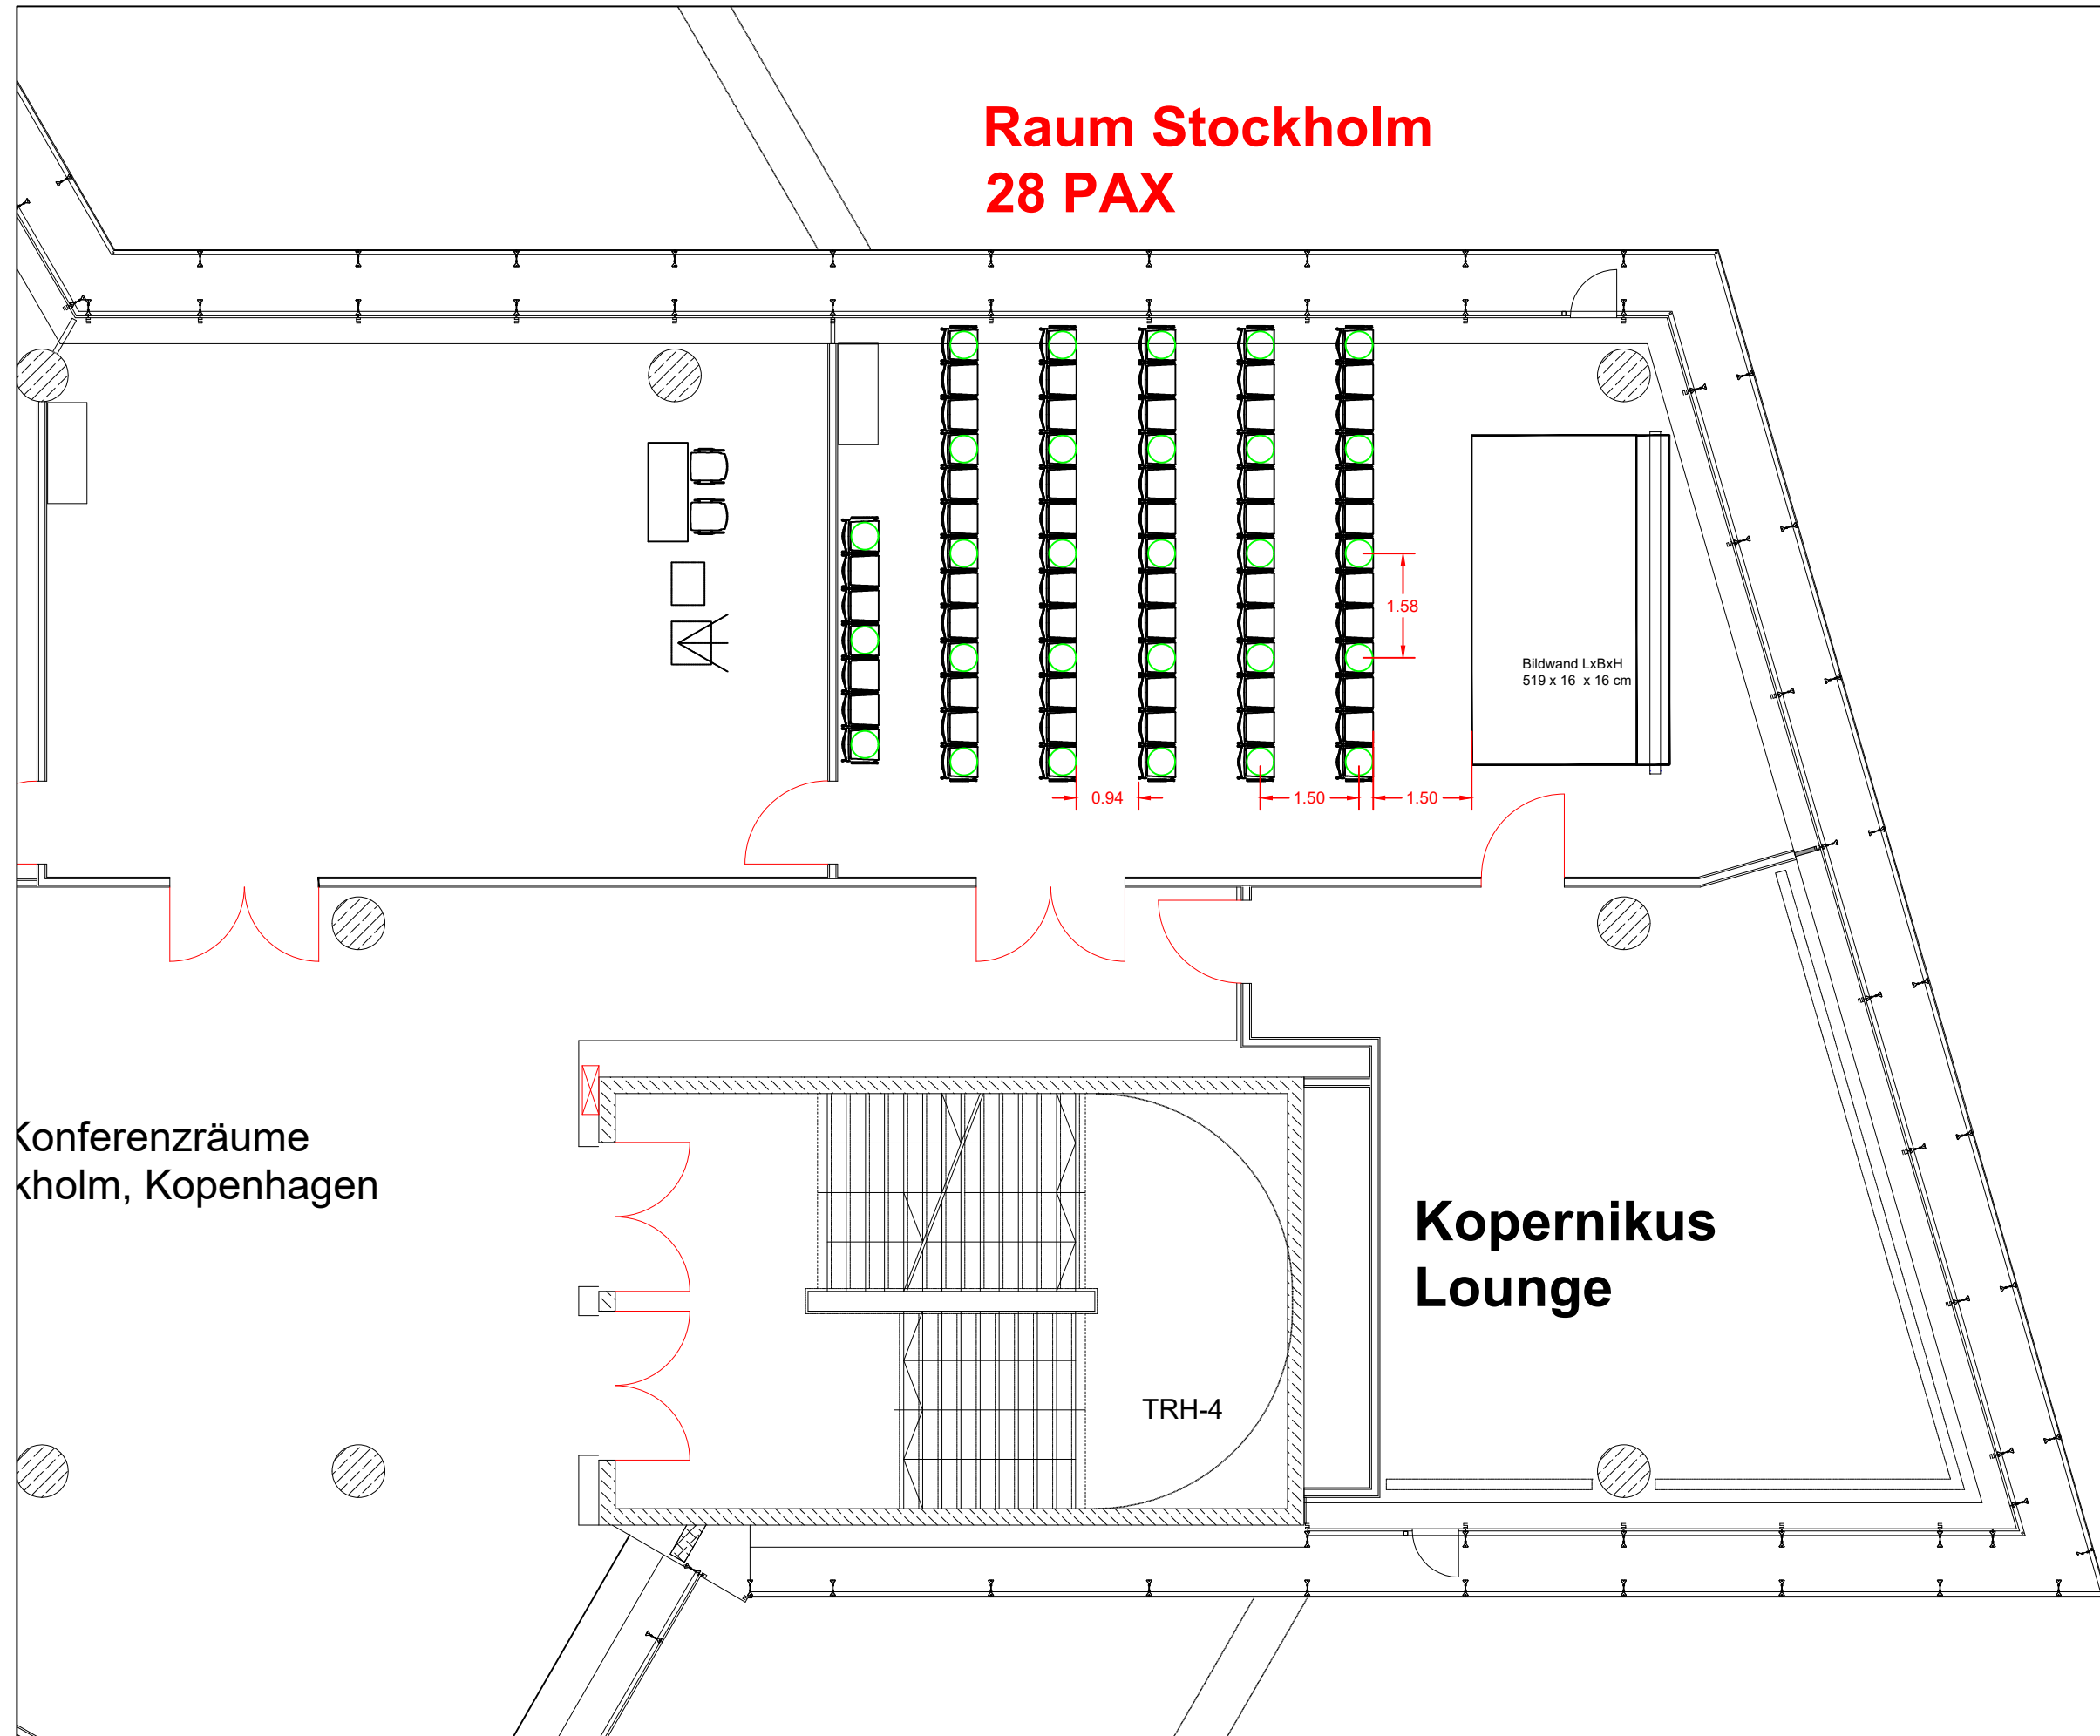 Raum Stockholm
28 PAX
1.58
Bildwand LxBxH
519 x 16 x 16 cm
0.94
1.50
1.50
Konferenzräume
kholm, Kopenhagen
Kopernikus
Lounge
TRH-4